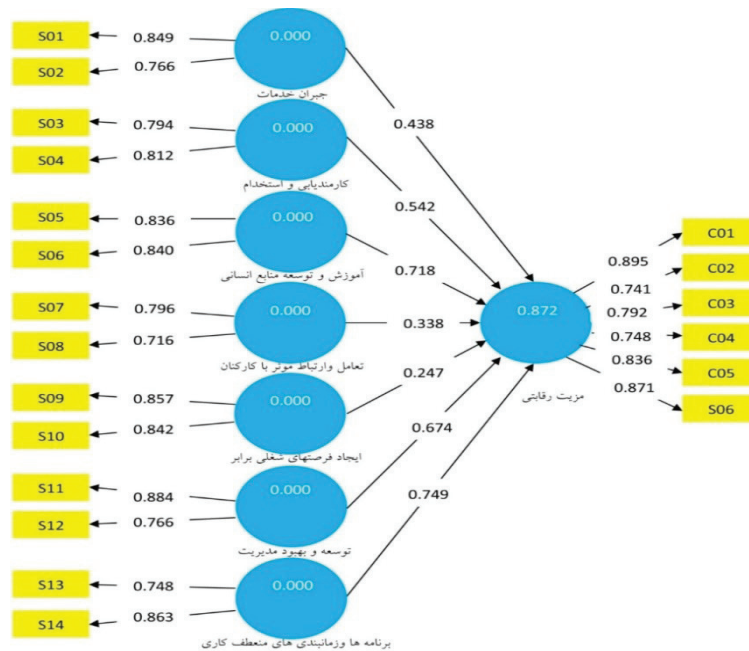 S01
0.849
S02
0.766
0.000
جبران خدمات
0.438
S03
0.794
S04
0.812
0.000
کارمندیابی و استخدام
0.542
S05
0.836
S06
0.840
0.000
آموزش و توسعه منابع انسانی
0.718
S07
0.796
S08
0.716
0.000
تعامل وارتباط موثر با کارکنان
0.338
S09
0.857
S10
0.842
0.000
ایجاد فرصتهای شغلی برابر
0.247
S11
0.884
S12
0.766
0.000
توسعه و بهبود مدیریت
0.674
S13
0.748
S14
0.863
0.000
برنامه ها وزمانبندی های منعطف کاری
0.749
0.872
مزیت رقابتی
0.895
C01
0.741
C02
0.792
C03
0.748
C04
0.836
C05
0.871
S06